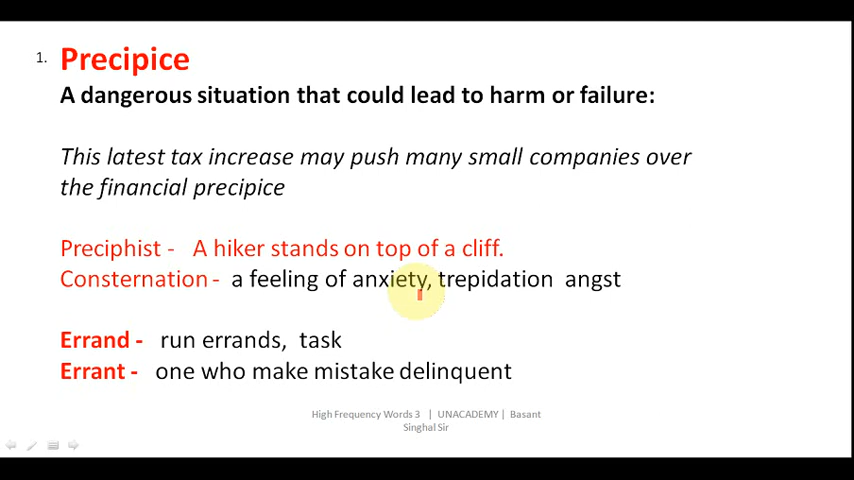 1. Precipice
A dangerous situation that could lead to harm or failure:
This latest tax increase may push many small companies over
the financial precipice
Preciphist - A hiker stands on top of a cliff.
Consternation - a feeling of anxiety, trepidation angst
Errand - run errands, task
Errant - one who make mistake delinquent
High Frequency Words 3 | UNACADEMY | Basant
Singhal Sir